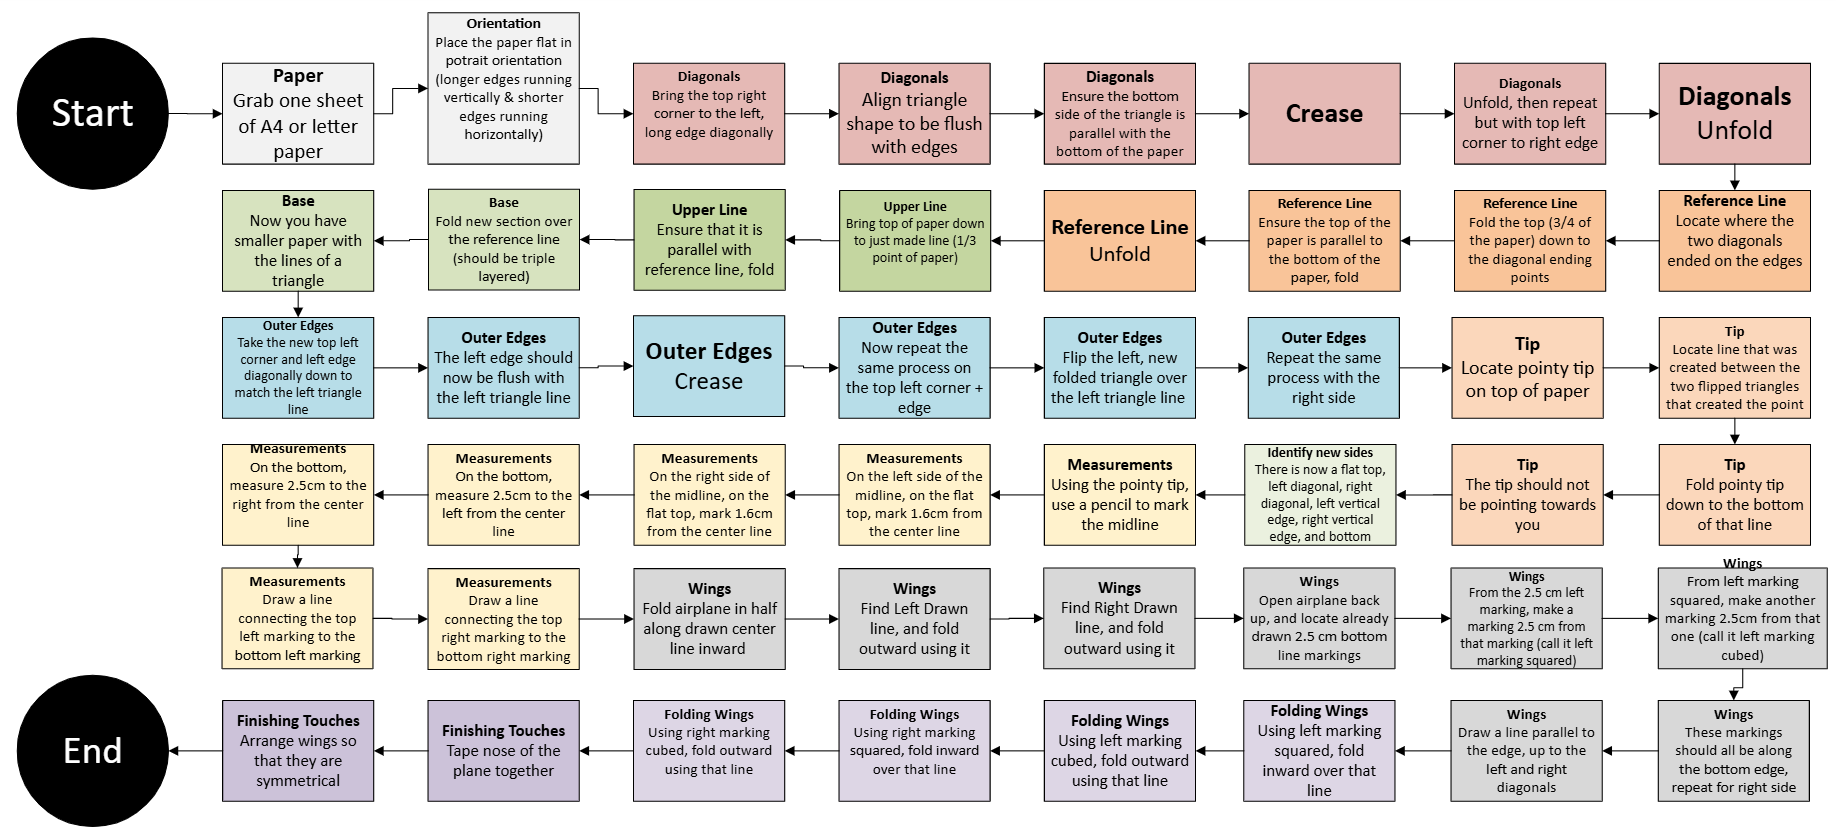 Start
Paper
Grab one sheet
of A4 or letter
paper
Orientation
Place the paper flat in
potrait orientation
(longer edges running
vertically & shorter
edges running
horizontally)
Diagonals
Bring the top right
corner to the left,
long edge diagonally
Diagonals
Align triangle
shape to be flush
with edges
Diagonals
Ensure the bottom
side of the triangle is
parallel with the
bottom of the paper
Crease
Diagonals
Unfold, then repeat
but with top left
corner to right edge
Diagonals
Unfold
Reference Line
Locate where the
two diagonals
ended on the edges
Reference Line
Fold the top (3/4 of
the paper) down to
the diagonal ending
points
Reference Line
Ensure the top of the
paper is parallel to
the bottom of the
paper, fold
Reference Line
Unfold
Upper Line
Bring top of paper down
to just made line (1/3
point of paper)
Upper Line
Ensure that it is
parallel with
reference line, fold
Base
Fold new section over
the reference line
(should be triple
layered)
Base
Now you have
smaller paper with
the lines of a
triangle
Outer Edges
Take the new top left
corner and left edge
diagonally down to
match the left triangle
line
Outer Edges
The left edge should
now be flush with
the left triangle line
Outer Edges
Crease
Outer Edges
Now repeat the
same process on
the top left corner +
edge
Outer Edges
Flip the left, new
folded triangle over
the left triangle line
Outer Edges
Repeat the same
process with the
right side
Tip
Locate pointy tip
on top of paper
Tip
Locate line that was
created between the
two flipped triangles
that created the point
Tip
Fold pointy tip
down to the bottom
of that line
Tip
The tip should not
be pointing towards
you
Identify new sides
There is now a flat top,
left diagonal, right
diagonal, left vertical
edge, right vertical
edge, and bottom
Measurements
Using the pointy tip,
use a pencil to mark
the midline
Measurements
On the left side of the
midline, on the flat
top, mark 1.6cm from
the center line
Measurements
On the right side of
the midline, on the
flat top, mark 1.6cm
from the center line
Measurements
On the bottom,
measure 2.5cm to the
left from the center
line
Measurements
On the bottom,
measure 2.5cm to the
right from the center
line
Measurements
Draw a line
connecting the top
left marking to the
bottom left marking
Measurements
Draw a line
connecting the top
right marking to the
bottom right marking
Wings
Fold airplane in half
along drawn center
line inward
Wings
Find Left Drawn
line, and fold
outward using it
Wings
Find Right Drawn
line, and fold
outward using it
Wings
Open airplane back
up, and locate already
drawn 2.5 cm bottom
line markings
Wings
From the 2.5 cm left
marking, make a
marking 2.5 cm from
that marking (call it left
marking squared)
Wings
From left marking
squared, make another
marking 2.5cm from that
one (call it left marking
cubed)
Wings
These markings
should all be along
the bottom edge,
repeat for right side
Wings
Draw a line parallel to
the edge, up to the
left and right
diagonals
Folding Wings
Using left marking
squared, fold
inward over that
line
Folding Wings
Using left marking
cubed, fold outward
using that line
Folding Wings
Using right marking
squared, fold inward
over that line
Folding Wings
Using right marking
cubed, fold outward
using that line
Finishing Touches
Tape nose of the
plane together
Finishing Touches
Arrange wings so
that they are
symmetrical
End